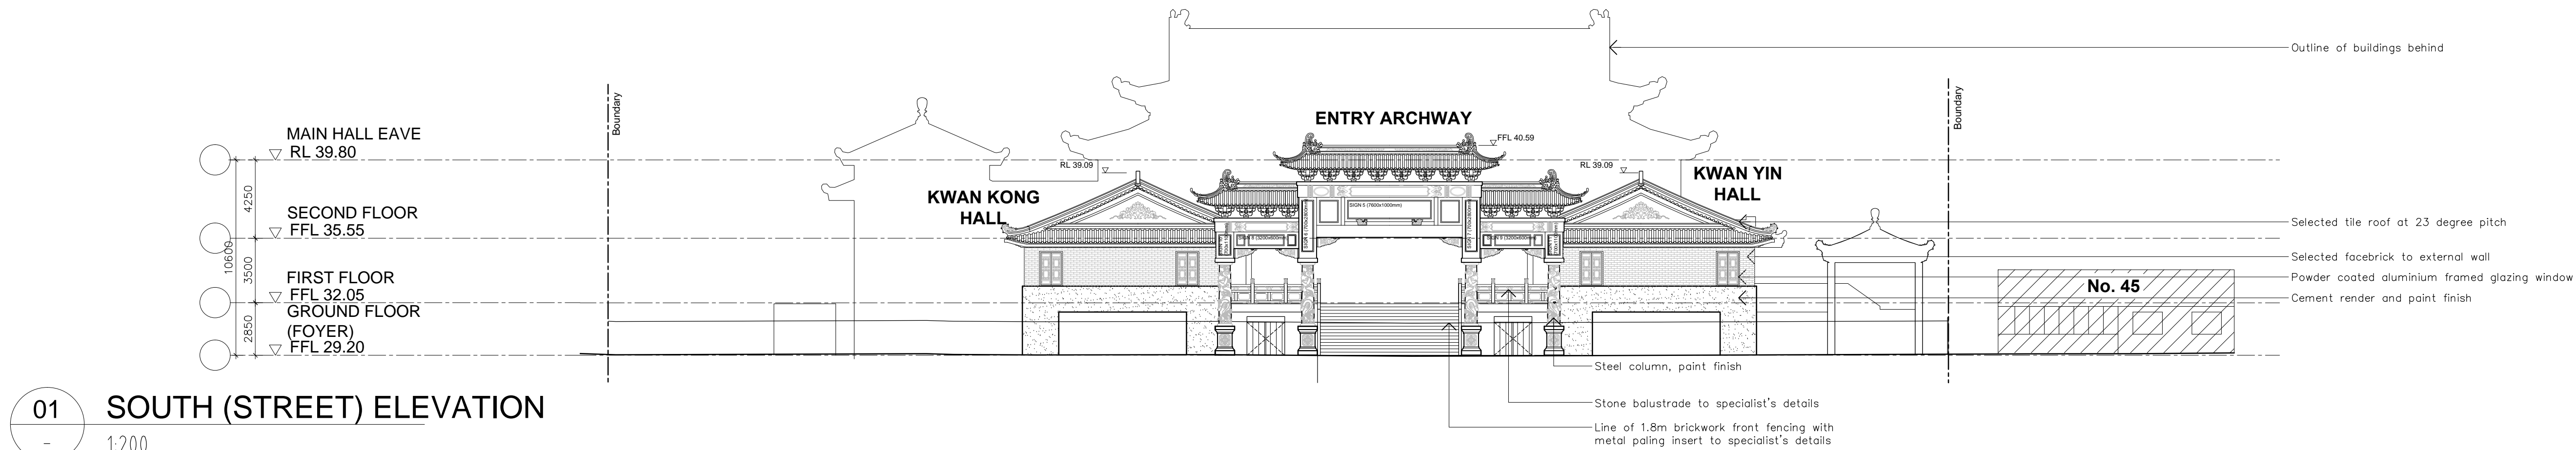 Outline of buildings behind
Boundary
Boundary
ENTRY ARCHWAY
FFL 40.59
MAIN HALL EAVE
RL 39.80
RL 39.09
RL 39.09
KWAN KONG
HALL
KWAN YIN
HALL
4250
SIGN 5 (7600x1000mm)
SECOND FLOOR
FFL 35.55
Selected tile roof at 23 degree pitch
10600
3500
Selected facebrick to external wall
FIRST FLOOR
FFL 32.05
Powder coated aluminium framed glazing window
No. 45
Cement render and paint finish
GROUND FLOOR
(FOYER)
FFL 29.20
2850
Steel column, paint finish
Stone balustrade to specialist's details
Line of 1.8m brickwork front fencing with
metal paling insert to specialist's details
01
-
SOUTH (STREET) ELEVATION
1:200